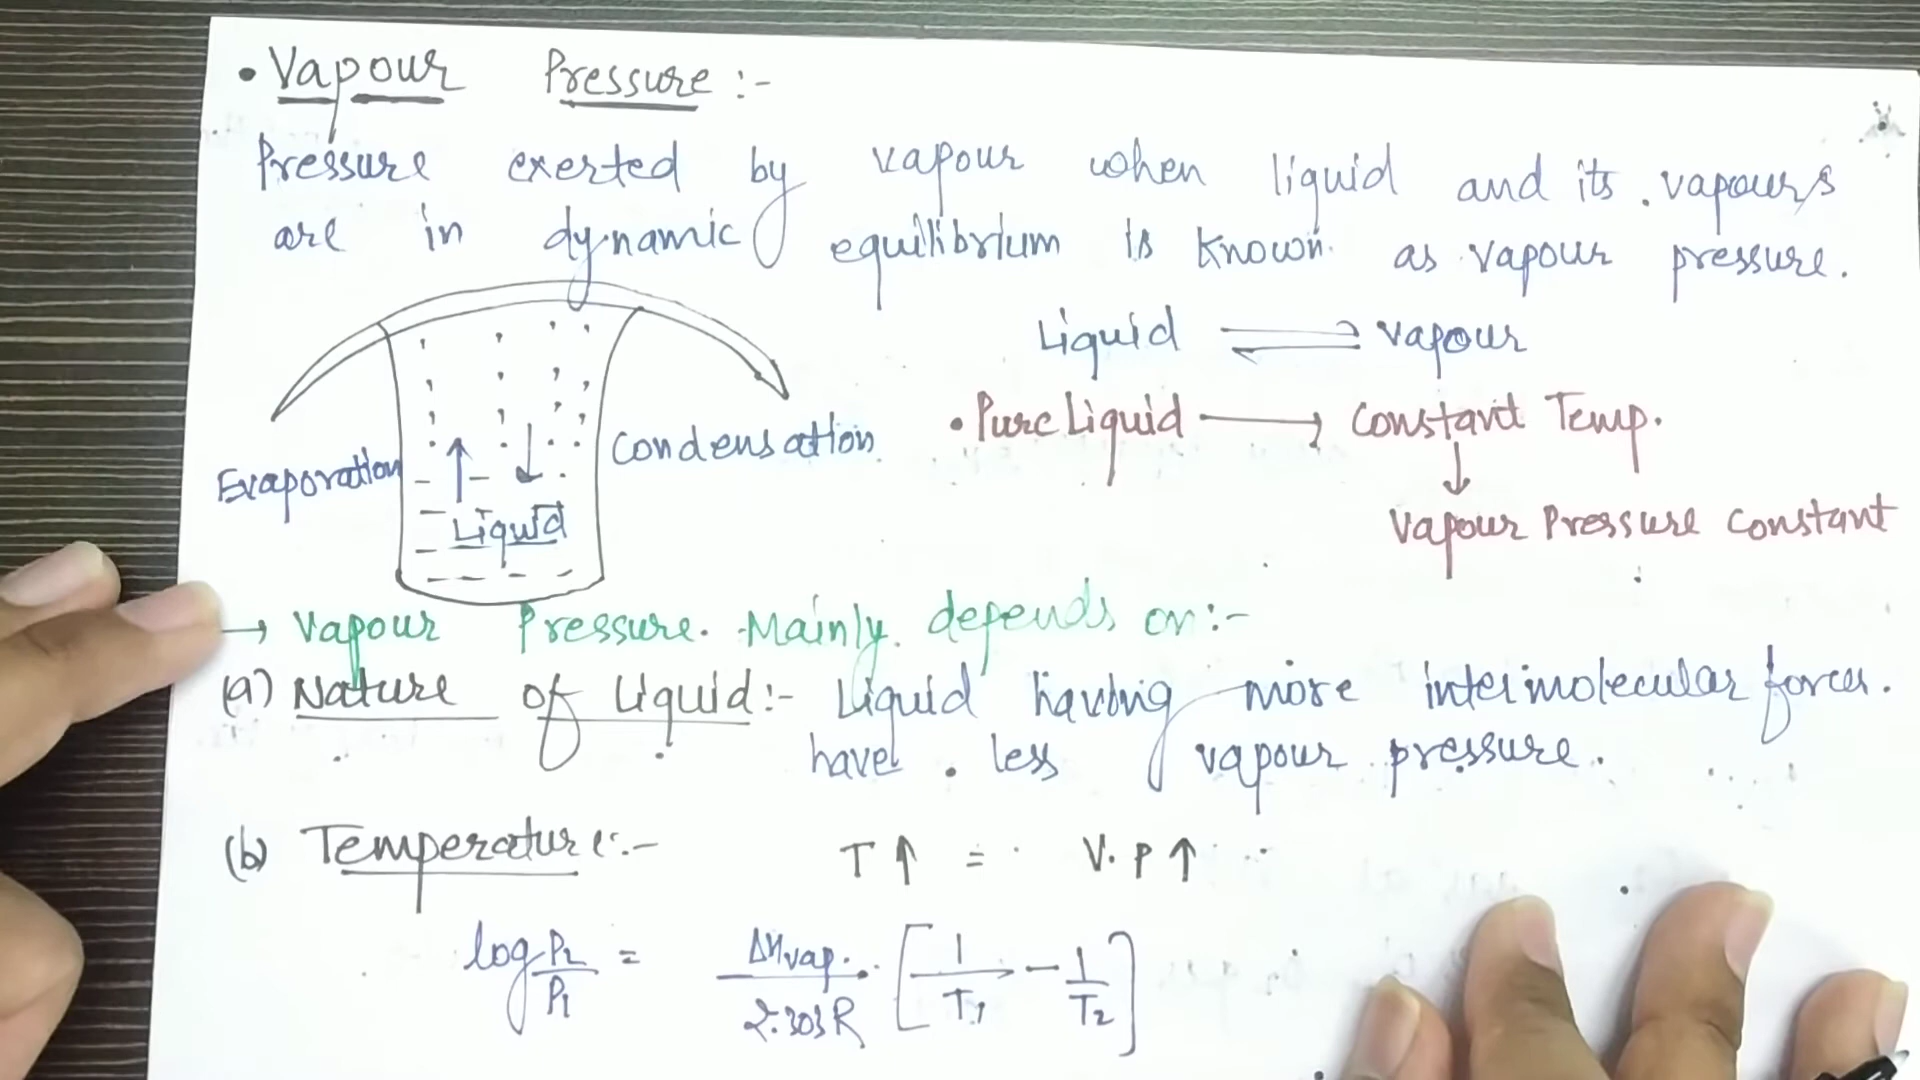 • Vapour Pressure :-
Pressure exerted by vapour when liquid and its vapours
are in dynamic equilibrium is known as vapour pressure.
Liquid ⇌ vapour
• Pure Liquid ⟶ Constant Temp.
↓
Vapour Pressure Constant
Evaporation
Condensation
Liquid
→ Vapour Pressure Mainly depends on :-
(a) Nature of Liquid :- Liquid having more intermolecular forces.
have less vapour pressure.
(b) Temperature :- T ↑ = V.P ↑
log P2/P1 = ΔHvap. / 2.303 R [ 1/T1 − 1/T2 ]